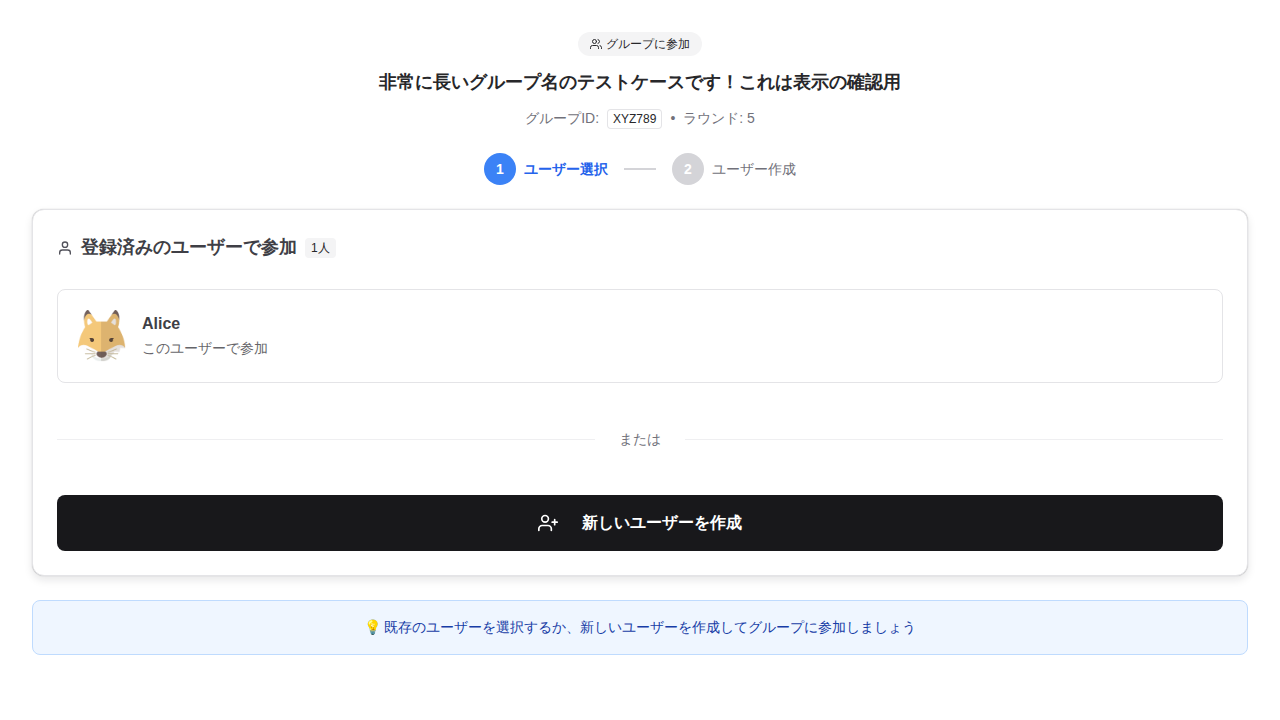 グループに参加
非常に長いグループ名のテストケースです！これは表示の確認用
グループID: XYZ789 • ラウンド: 5
1 ユーザー選択 2 ユーザー作成
登録済みのユーザーで参加 1人
Alice
このユーザーで参加
または
新しいユーザーを作成
💡 既存のユーザーを選択するか、新しいユーザーを作成してグループに参加しましょう